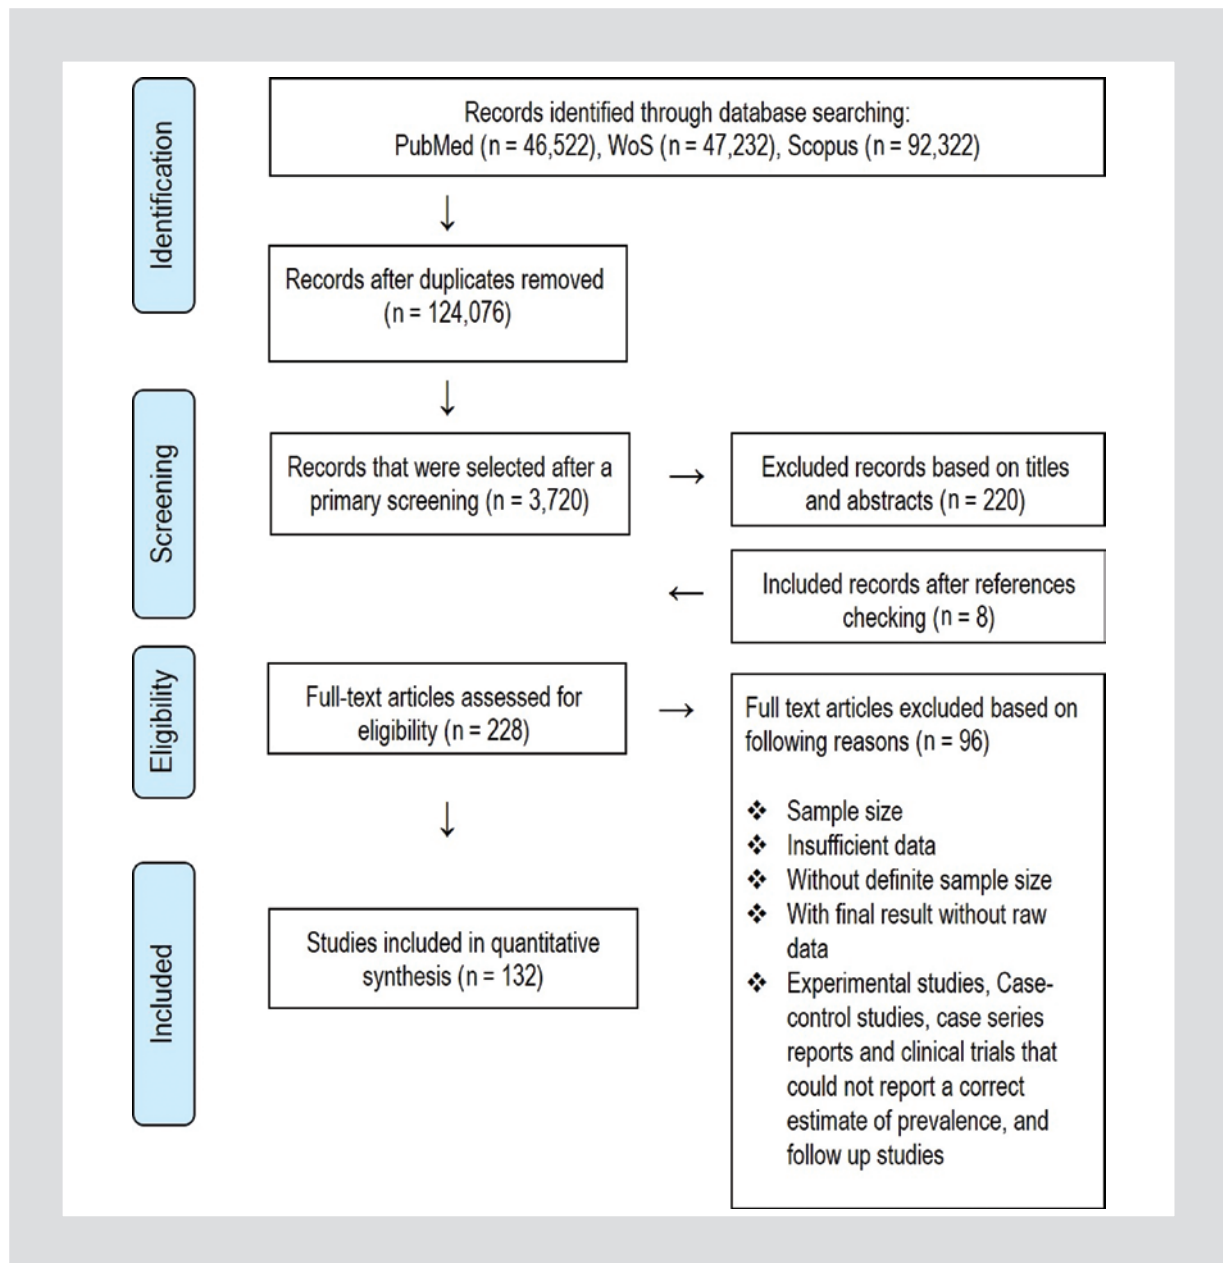 Identification
Records identified through database searching:
PubMed (n = 46,522), WoS (n = 47,232), Scopus (n = 92,322)
Records after duplicates removed
(n = 124,076)
Screening
Records that were selected after a
primary screening (n = 3,720)
Excluded records based on titles
and abstracts (n = 220)
Included records after references
checking (n = 8)
Eligibility
Full-text articles assessed for
eligibility (n = 228)
Full text articles excluded based on
following reasons (n = 96)
❖ Sample size
❖ Insufficient data
❖ Without definite sample size
❖ With final result without raw
data
❖ Experimental studies, Case-
control studies, case series
reports and clinical trials that
could not report a correct
estimate of prevalence, and
follow up studies
Included
Studies included in quantitative
synthesis (n = 132)